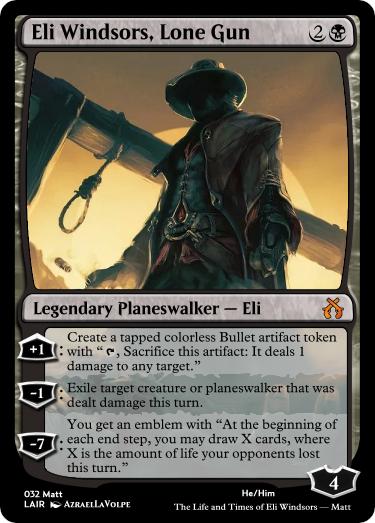 Eli Windsors, Lone Gun 2
Legendary Planeswalker — Eli
+1: Create a tapped colorless Bullet artifact token
with “ , Sacrifice this artifact: It deals 1
damage to any target.”
-1: Exile target creature or planeswalker that was
dealt damage this turn.
-7: You get an emblem with “At the beginning of
each end step, you may draw X cards, where
X is the amount of life your opponents lost
this turn.”
4
032 Matt He/Him
LAIR AzraelLaVolpe The Life and Times of Eli Windsors — Matt